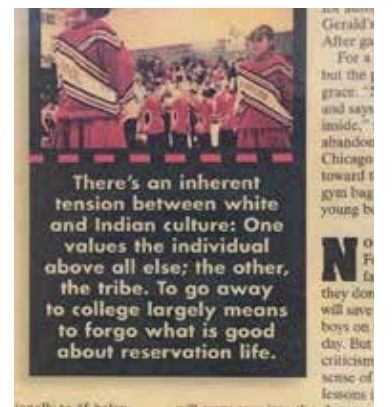 There's an inherent
tension between white
and Indian culture: One
values the individual
above all else; the other,
the tribe. To go away
to college largely means
to forgo what is good
about reservation life.
Gerald's
After ga
For a
but the p
grace. "N
and says
inside,"
abandon
Chicago
toward t
gym bag
young bo
No
they don
will save
boys on
day. But
criticism
sense of
lessons i